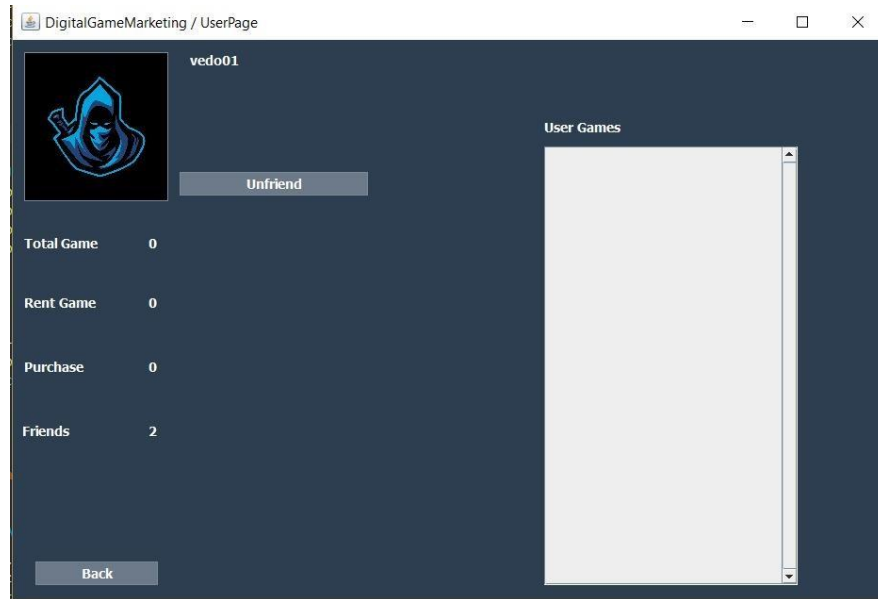 DigitalGameMarketing / UserPage
vedo01
User Games
Unfriend
Total Game 0
Rent Game 0
Purchase 0
Friends 2
Back